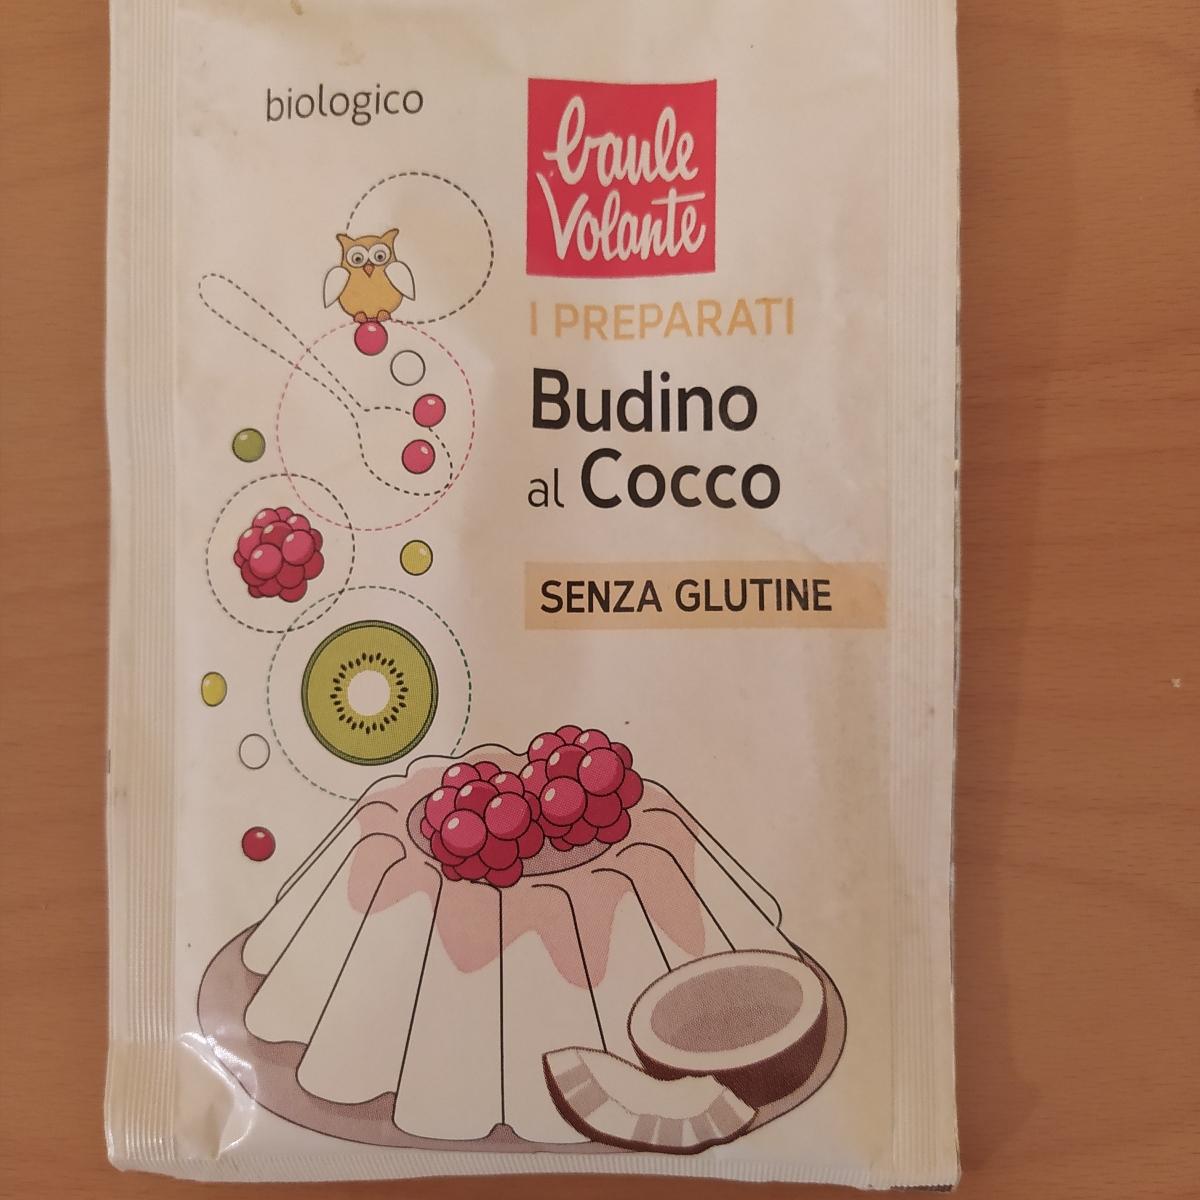 biologico
baule
volante
I PREPARATI
Budino
al Cocco
SENZA GLUTINE